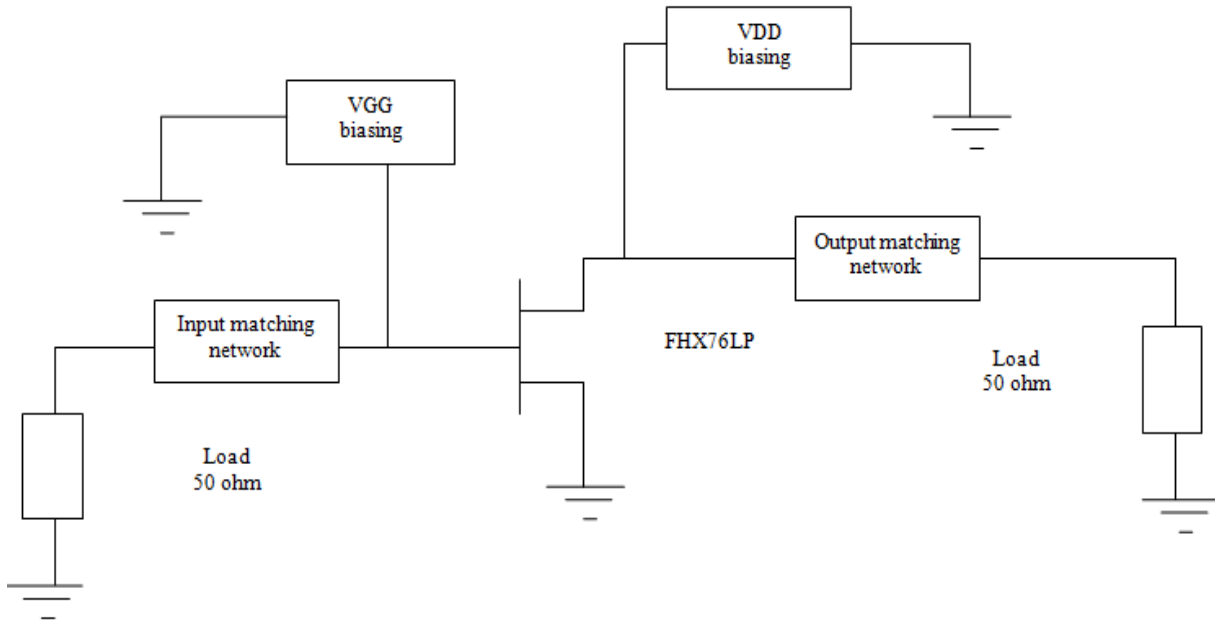 VDD
biasing
VGG
biasing
Output matching
network
Input matching
network
FHX76LP
Load
50 ohm
Load
50 ohm